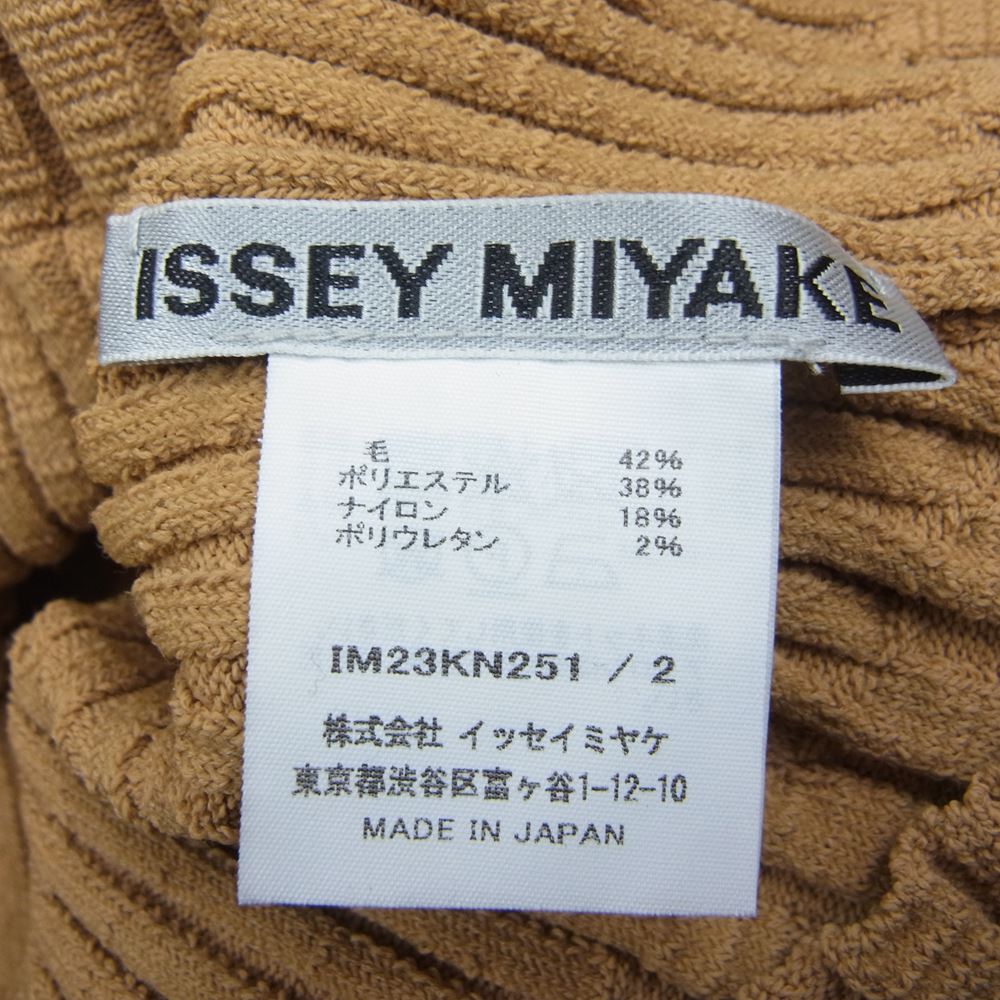 ISSEY MIYAKE
毛 42%
ポリエステル 38%
ナイロン 18%
ポリウレタン 2%
IM23KN251 / 2
株式会社 イッセイミヤケ
東京都渋谷区富ヶ谷1-12-10
MADE IN JAPAN